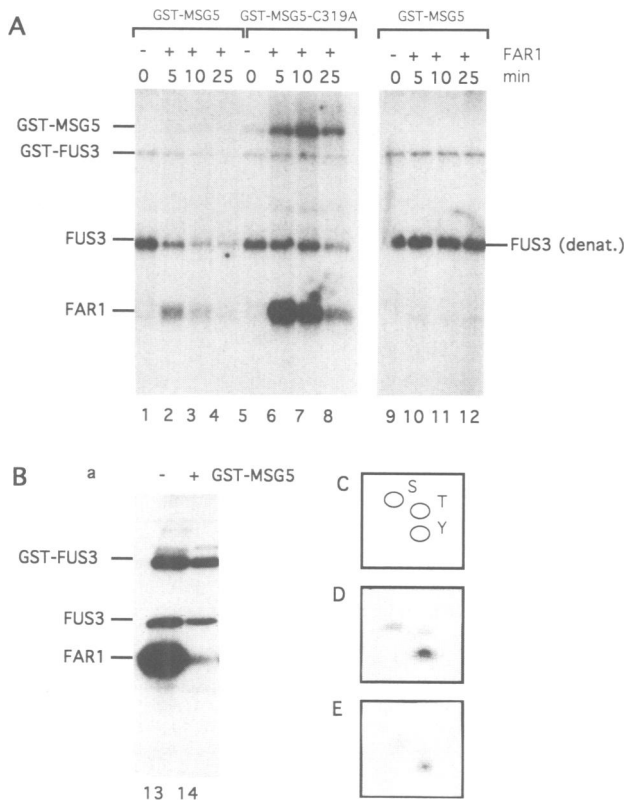 A
GST-MSG5 GST-MSG5-C319A GST-MSG5
- + + + - + + + - + + + FAR1
0 5 10 25 0 5 10 25 0 5 10 25 min
GST-MSG5
GST-FUS3
FUS3
FUS3 (denat.)
FAR1
1 2 3 4 5 6 7 8 9 10 11 12
B a - + GST-MSG5
GST-FUS3
FUS3
FAR1
13 14
C
S
T
Y
D
E